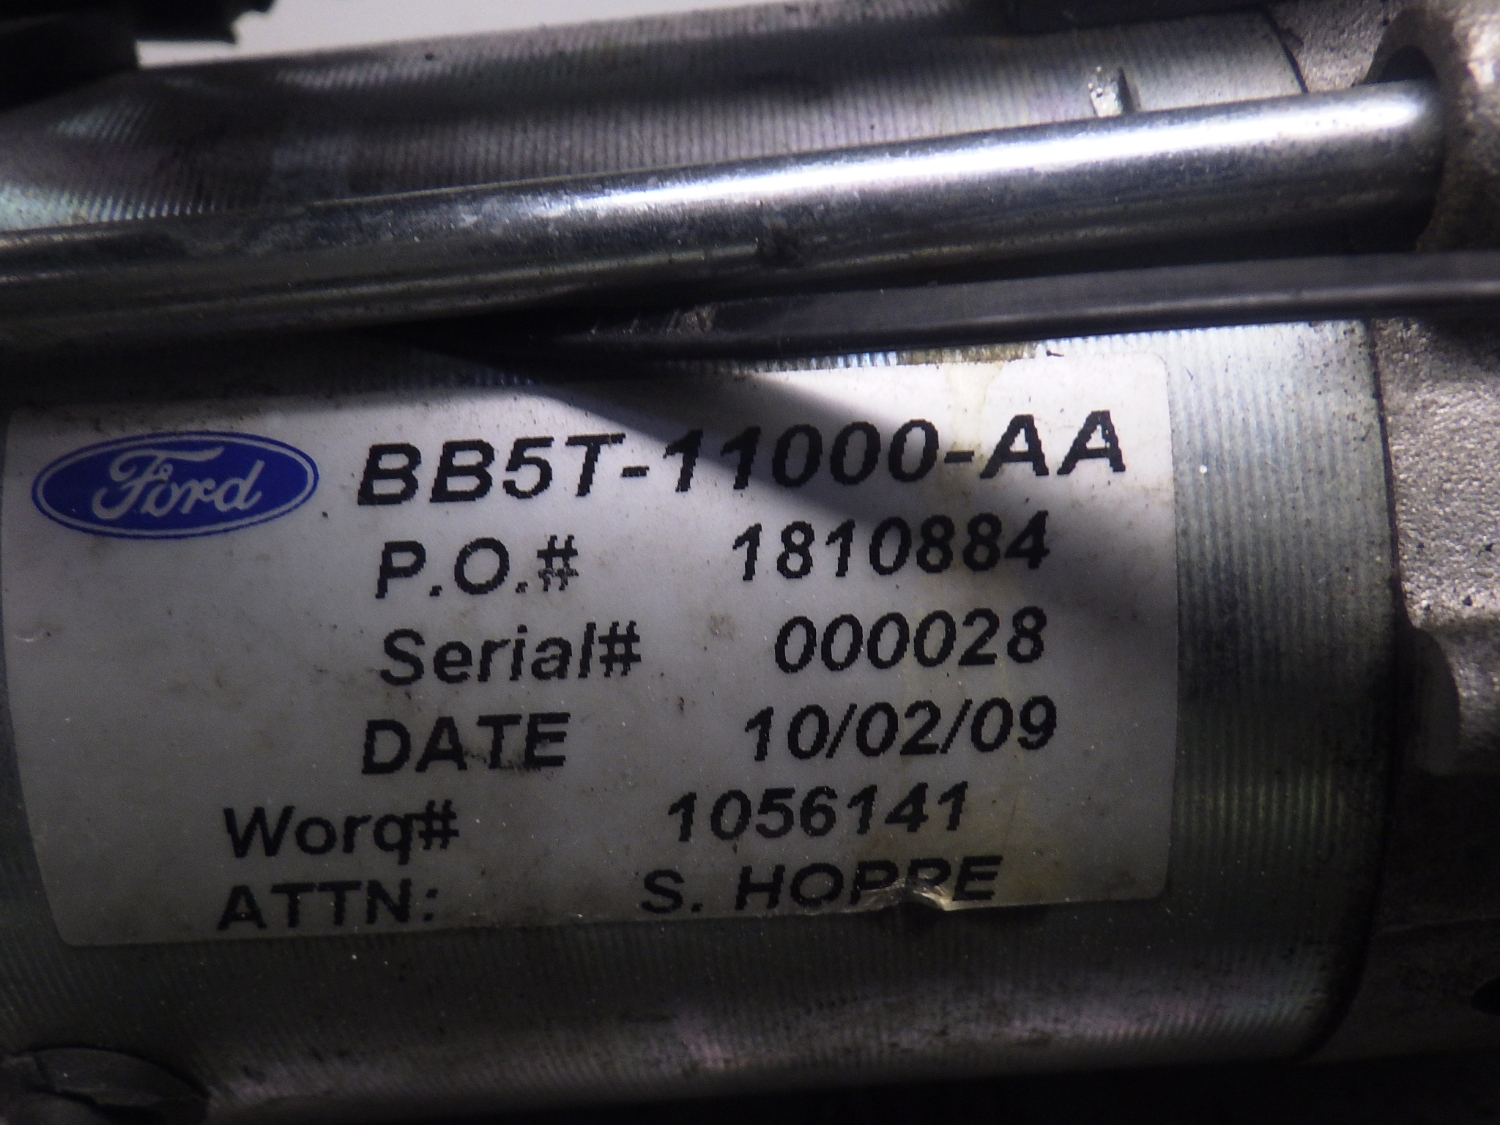 Ford BB5T-11000-AA
P.O.# 1810884
Serial# 000028
DATE 10/02/09
Worq# 1056141
ATTN: S. HOPPE